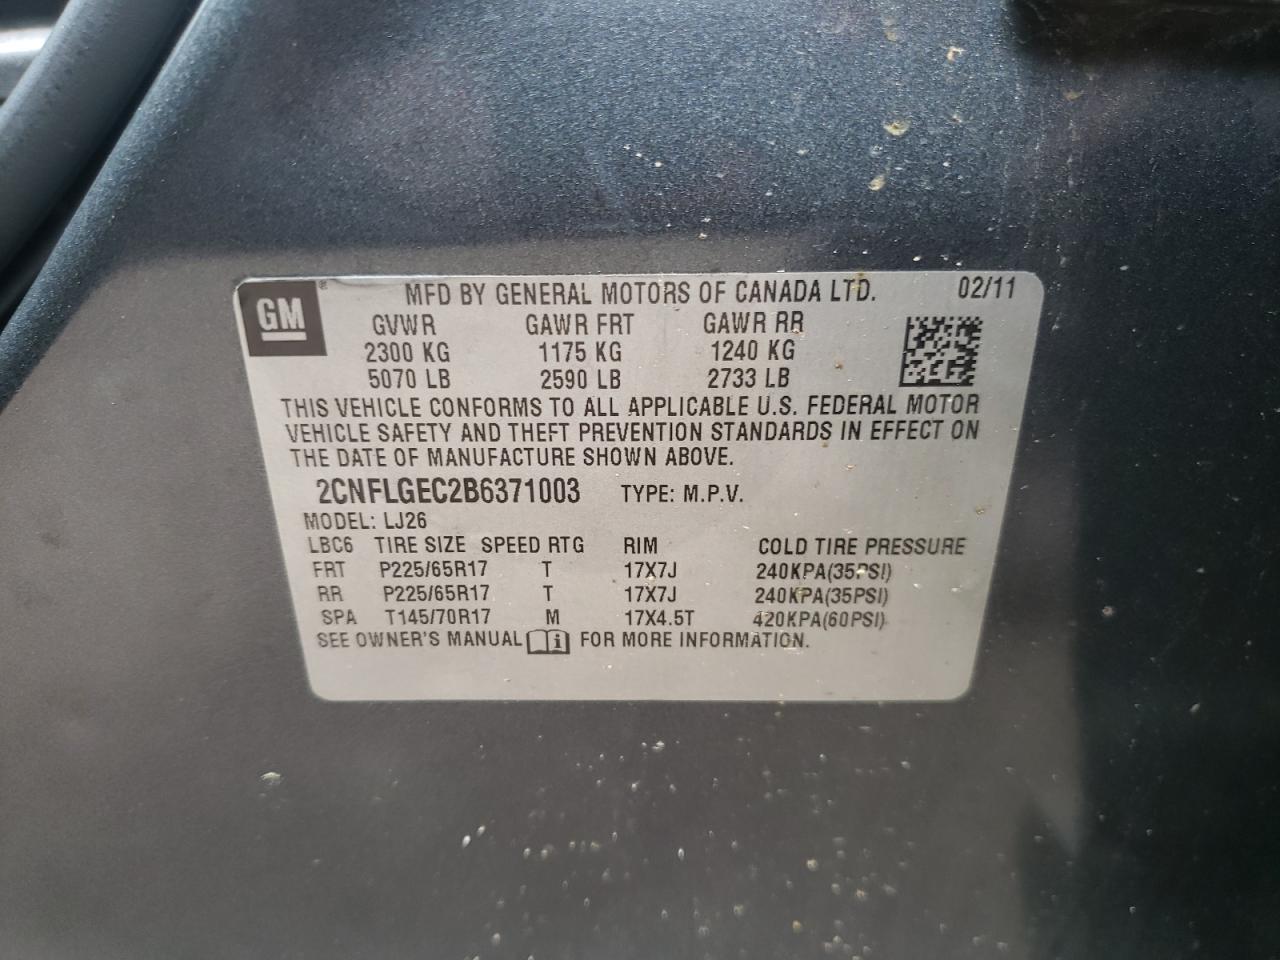 GM® MFD BY GENERAL MOTORS OF CANADA LTD. 02/11
GVWR GAWR FRT GAWR RR
2300 KG 1175 KG 1240 KG
5070 LB 2590 LB 2733 LB
THIS VEHICLE CONFORMS TO ALL APPLICABLE U.S. FEDERAL MOTOR
VEHICLE SAFETY AND THEFT PREVENTION STANDARDS IN EFFECT ON
THE DATE OF MANUFACTURE SHOWN ABOVE.
2CNFLGEC2B6371003 TYPE: M.P.V.
MODEL: LJ26
LBC6 TIRE SIZE SPEED RTG RIM COLD TIRE PRESSURE
FRT P225/65R17 T 17X7J 240KPA(35PSI)
RR P225/65R17 T 17X7J 240KPA(35PSI)
SPA T145/70R17 M 17X4.5T 420KPA(60PSI)
SEE OWNER'S MANUAL i FOR MORE INFORMATION.